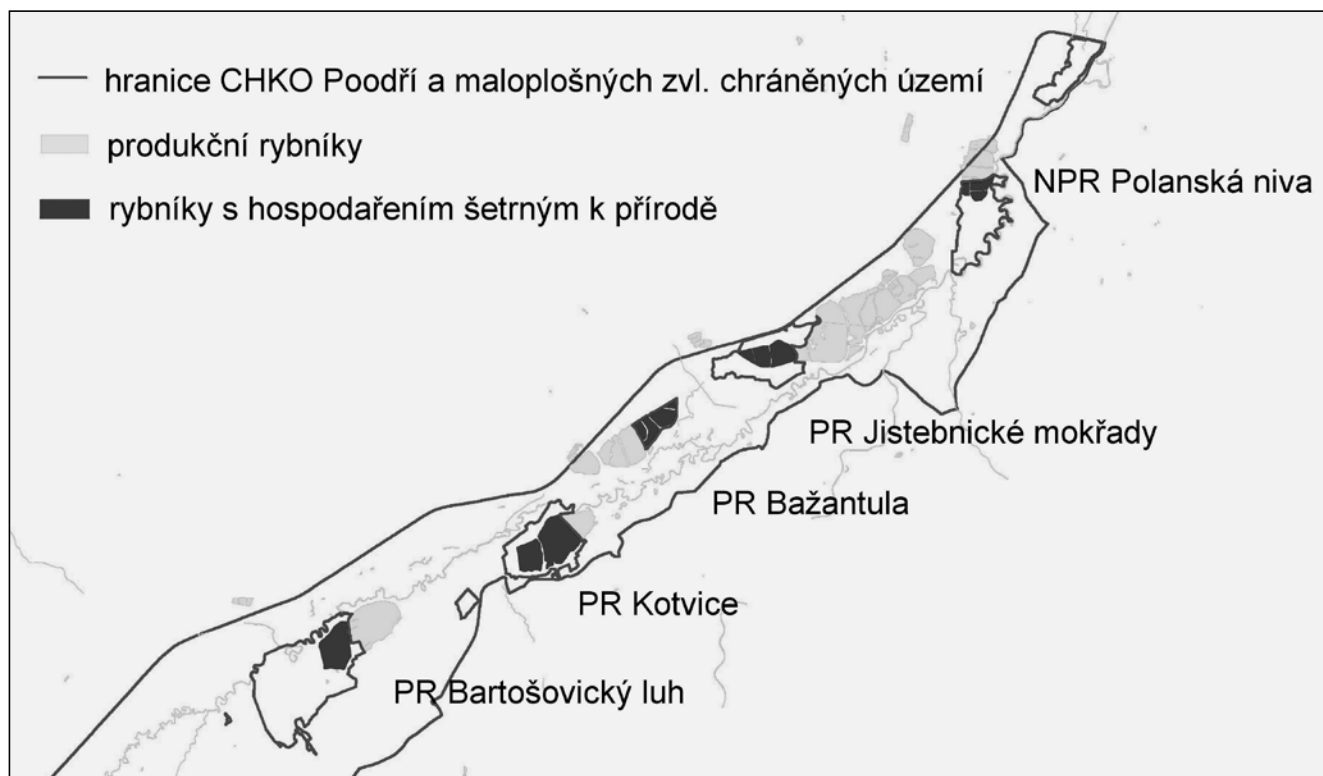 hranice CHKO Poodří a maloplošných zvl. chráněných území
produkční rybníky
rybníky s hospodařením šetrným k přírodě
NPR Polanská niva
PR Jistebnické mokřady
PR Bažantula
PR Kotvice
PR Bartošovický luh